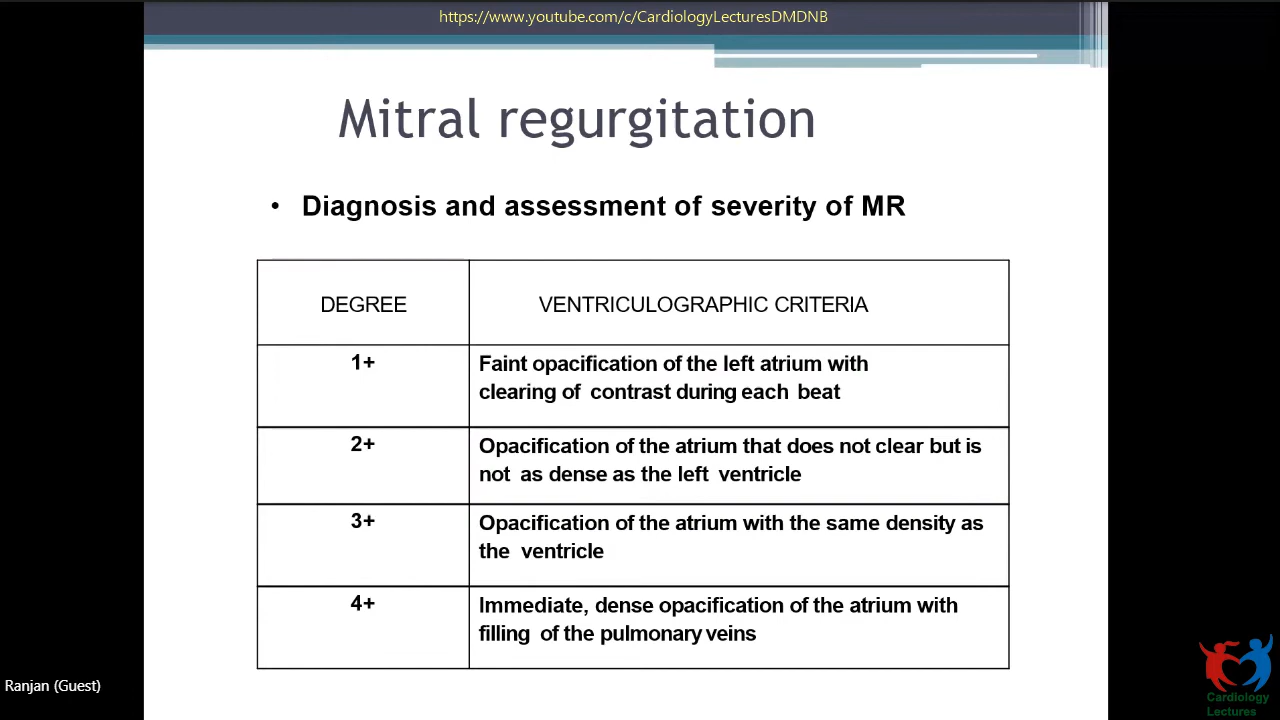 https://www.youtube.com/c/CardiologyLecturesDMDNB
Mitral regurgitation
• Diagnosis and assessment of severity of MR
DEGREE VENTRICULOGRAPHIC CRITERIA
1+ Faint opacification of the left atrium with
clearing of contrast during each beat
2+ Opacification of the atrium that does not clear but is
not as dense as the left ventricle
3+ Opacification of the atrium with the same density as
the ventricle
4+ Immediate, dense opacification of the atrium with
filling of the pulmonary veins
Ranjan (Guest)
Cardiology
Lectures